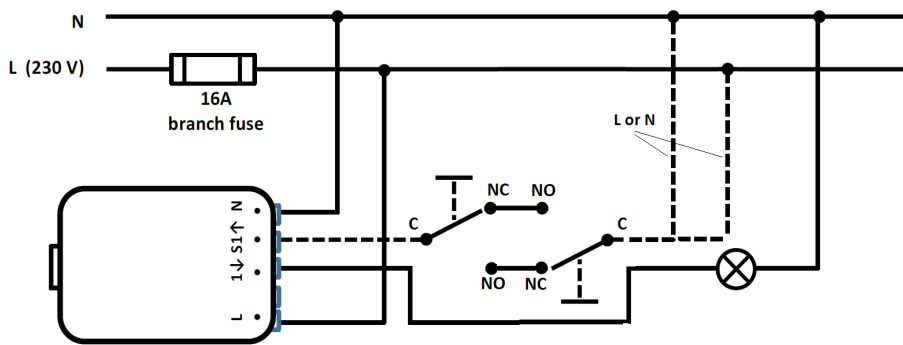 N
L (230 V)
16A
branch fuse
L or N
NC NO
C
C
NO NC
N
S1↑
1↓
L